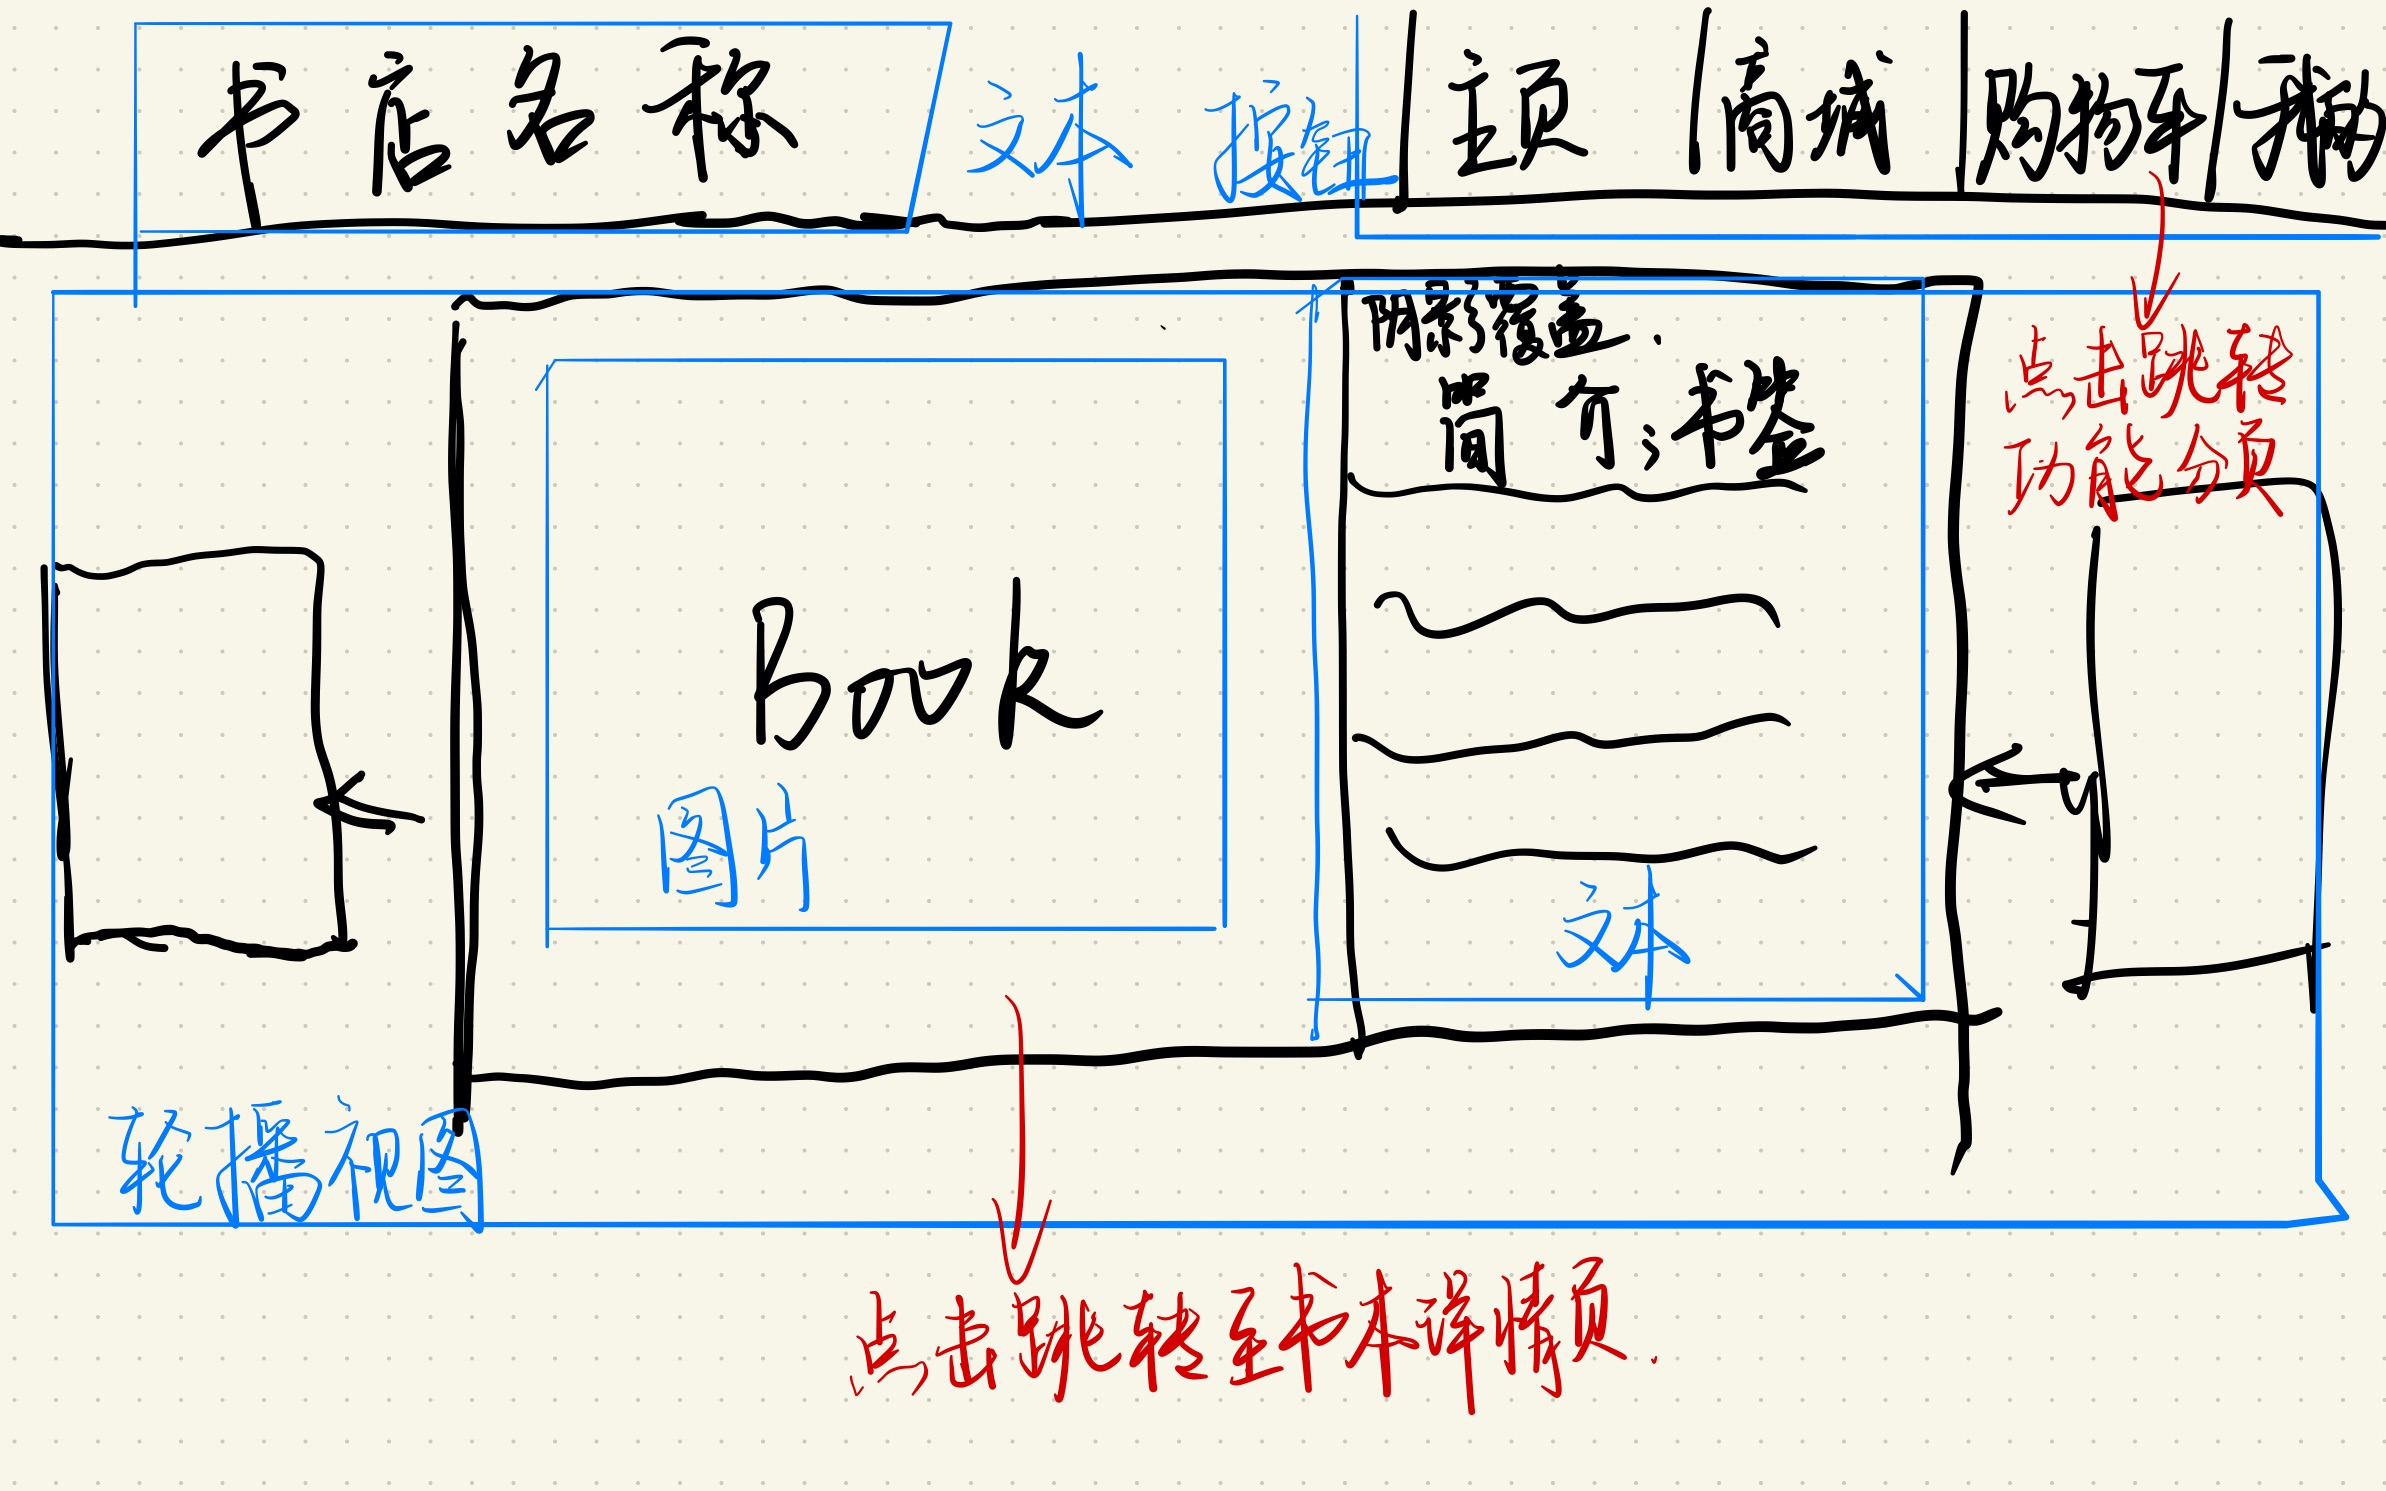 书店名称
文本
按钮
主页
商城
购物车
我的
阴影覆盖.
简介;书签
点击跳转
功能分页
Book
图片
文本
轮播视图
点击跳转至书本详情页.